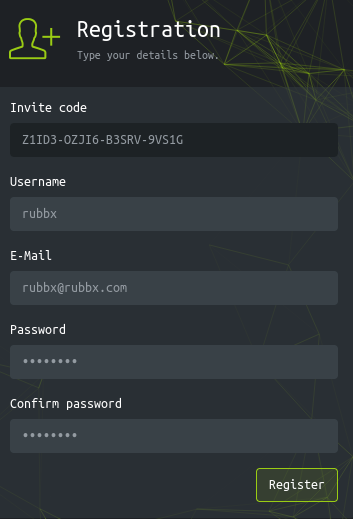 Registration
Type your details below.
Invite code
Z1ID3-OZJI6-B3SRV-9VS1G
Username
rubbx
E-Mail
rubbx@rubbx.com
Password
••••••••
Confirm password
••••••••
Register